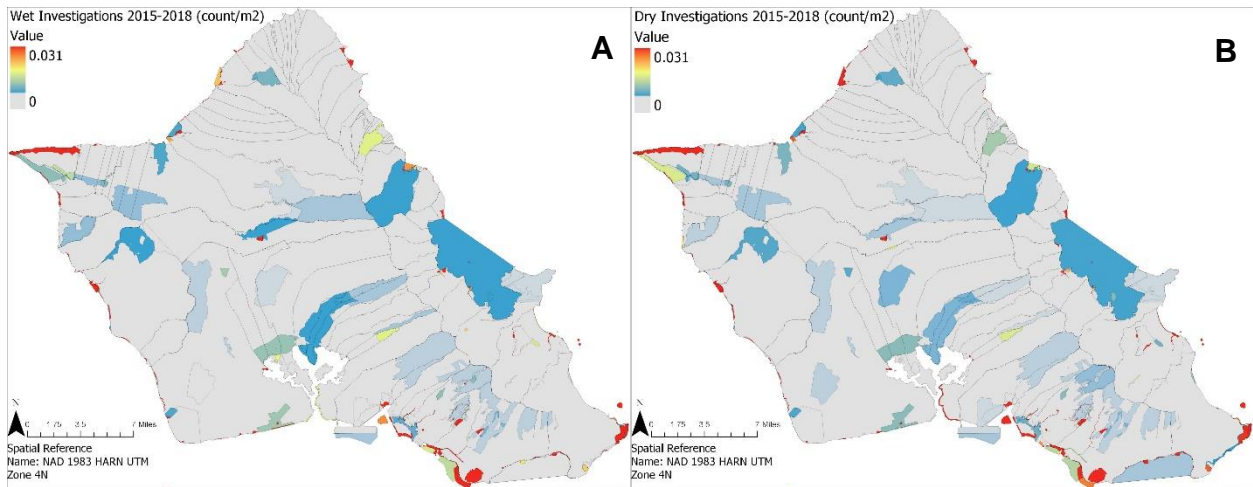 Wet Investigations 2015-2018 (count/m2)
Value
0.031
0
A
N
0 1.75 3.5 7 Miles
Spatial Reference
Name: NAD 1983 HARN UTM
Zone 4N
Dry Investigations 2015-2018 (count/m2)
Value
0.031
0
B
N
0 1.75 3.5 7 Miles
Spatial Reference
Name: NAD 1983 HARN UTM
Zone 4N